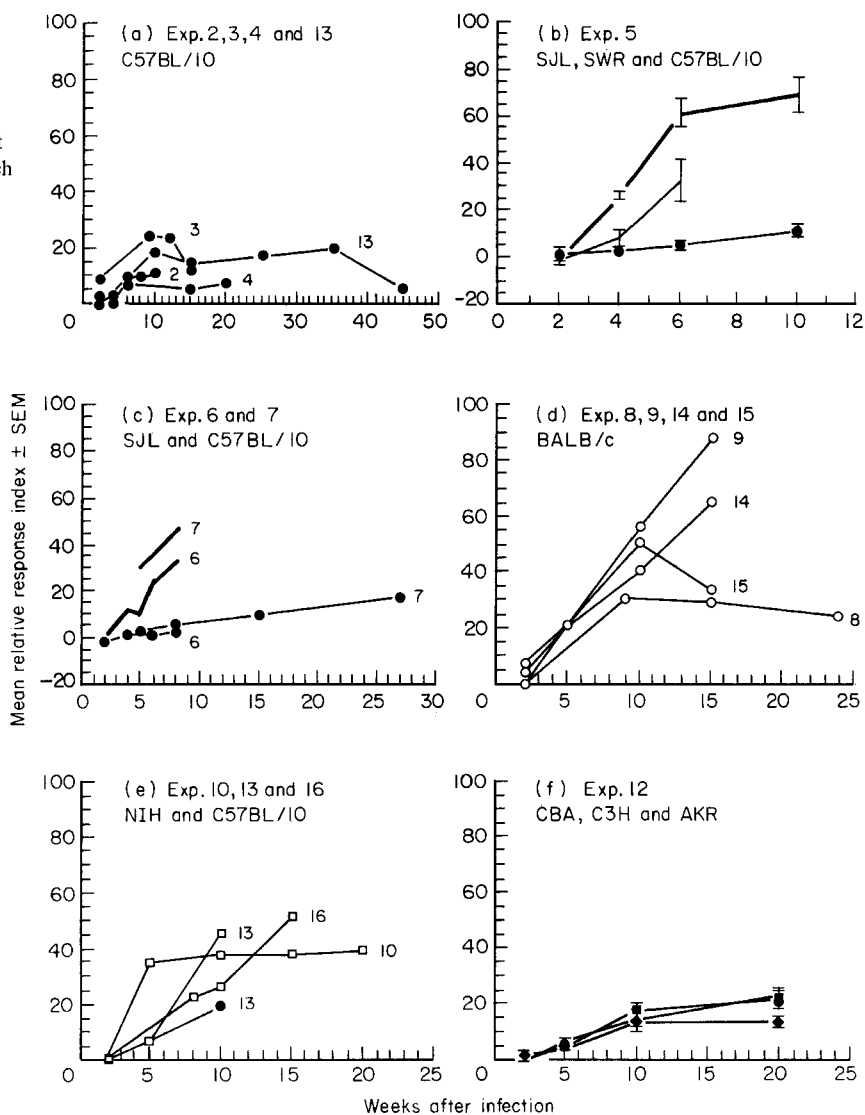 t
ch
Mean relative response index ± SEM
100
80
60
40
20
0
(a) Exp. 2,3,4 and 13
C57BL/10
3
13
2
4
10 20 30 40 50
100
80
60
40
20
0
-20
(b) Exp. 5
SJL, SWR and C57BL/10
0 2 4 6 8 10 12
100
80
60
40
20
0
-20
(c) Exp. 6 and 7
SJL and C57BL/10
7
6
7
6
0 5 10 15 20 25 30
100
80
60
40
20
0
(d) Exp. 8, 9, 14 and 15
BALB/c
9
14
15
8
5 10 15 20 25
100
80
60
40
20
0
(e) Exp. 10, 13 and 16
NIH and C57BL/10
13
16
10
13
5 10 15 20 25
100
80
60
40
20
0
(f) Exp. 12
CBA, C3H and AKR
5 10 15 20 25
Weeks after infection